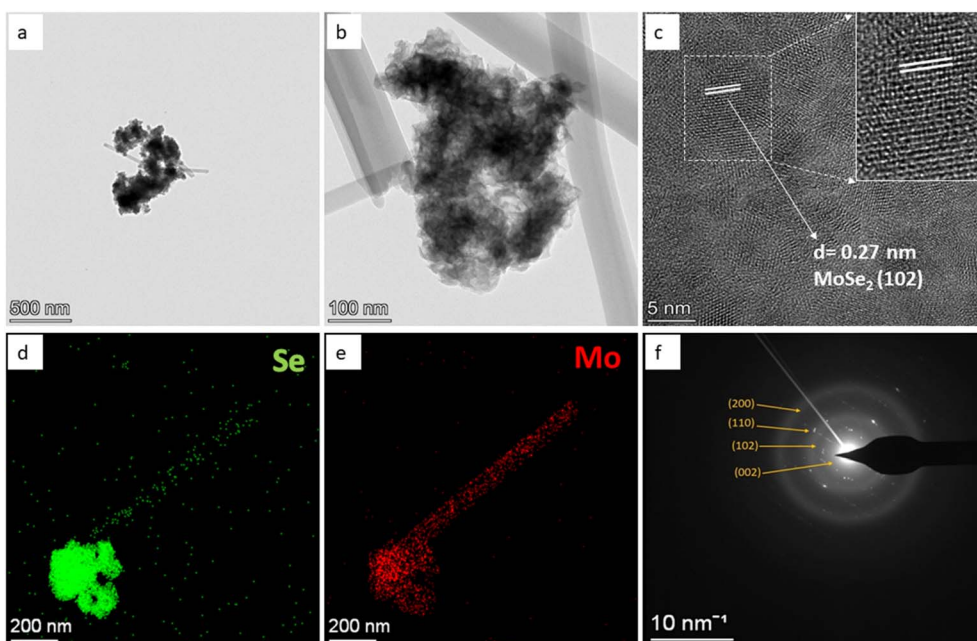 a
500 nm
b
100 nm
c
d= 0.27 nm
MoSe₂ (102)
5 nm
d
Se
200 nm
e
Mo
200 nm
f
(200)
(110)
(102)
(002)
10 nm⁻¹